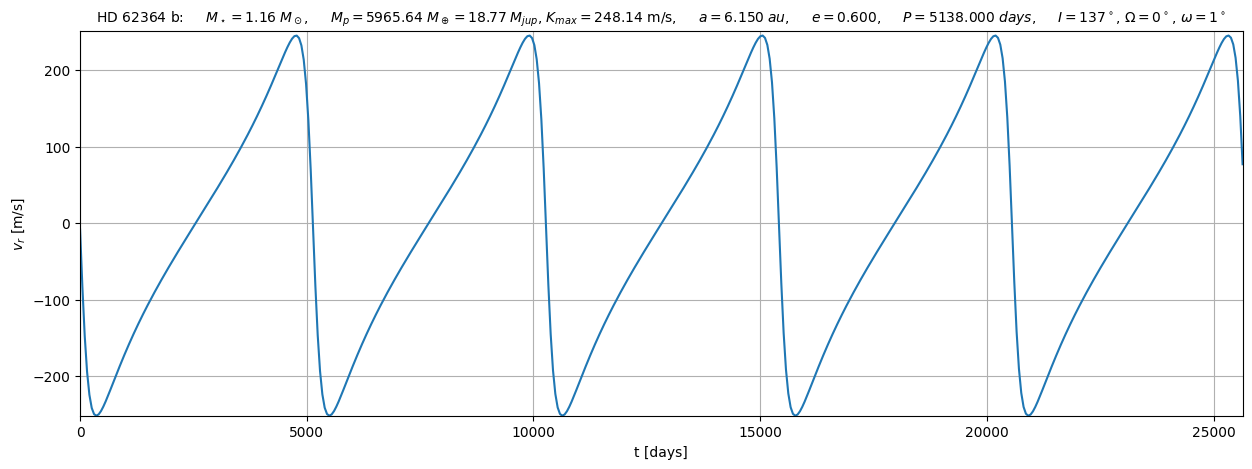 HD 62364 b: M⋆ = 1.16 M⊙, Mp = 5965.64 M⊕ = 18.77 Mjup, Kmax = 248.14 m/s, a = 6.150 au, e = 0.600, P = 5138.000 days, I = 137°, Ω = 0°, ω = 1°
200
100
0
−100
−200
vr [m/s]
0 5000 10000 15000 20000 25000
t [days]